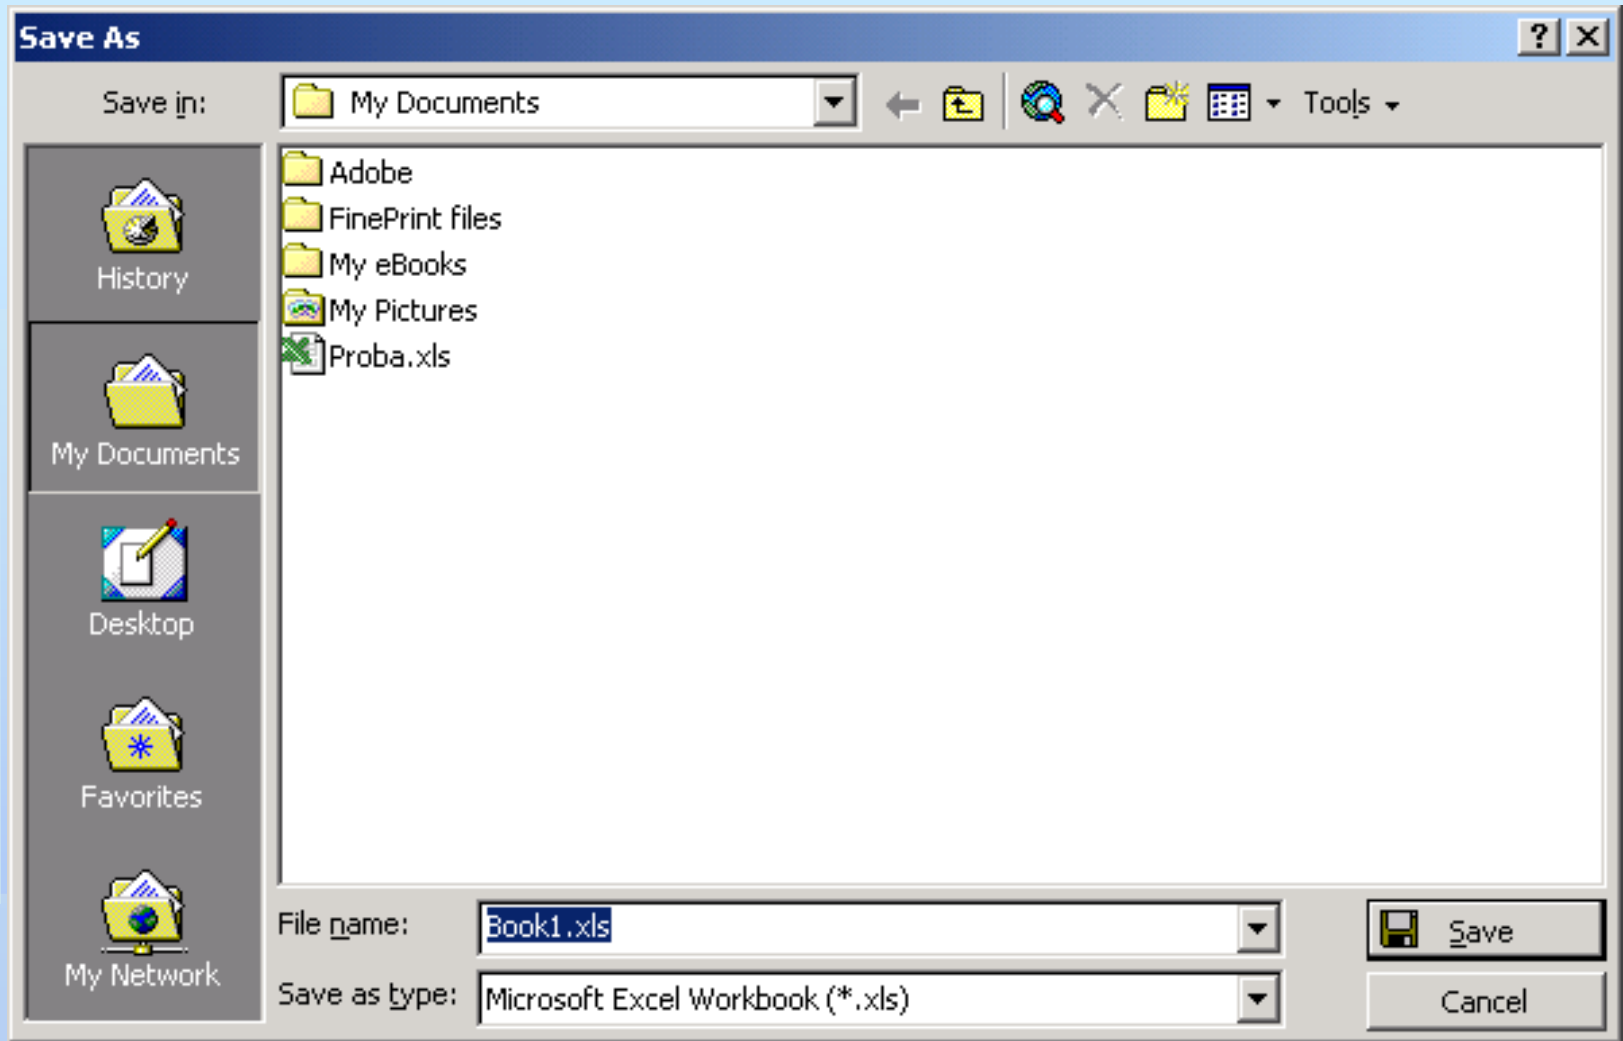 Save As
Save in:
My Documents
Tools
History
My Documents
Desktop
Favorites
My Network
Adobe
FinePrint files
My eBooks
My Pictures
Proba.xls
File name:
Book1.xls
Save
Save as type:
Microsoft Excel Workbook (*.xls)
Cancel